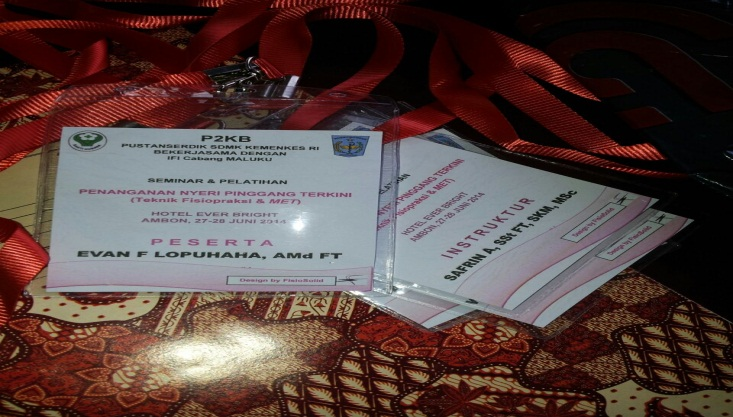 P2KB
PUSTANSERDIK SDMK KEMENKES RI
BEKERJASAMA DENGAN
IFI Cabang MALUKU
SEMINAR & PELATIHAN
PENANGANAN NYERI PINGGANG TERKINI
(Teknik Fisiopraksi & MET)
HOTEL EVER BRIGHT
AMBON, 27-28 JUNI 2014
PESERTA
EVAN F LOPUHAHA, AMd FT
Design by FisioSolid
PELATIHAN
NYERI PINGGANG TERKINI
Fisiopraksi & MET)
HOTEL EVER BRIGHT
AMBON, 27-28 JUNI 2014
INSTRUKTUR
SAFRIN A, SSt FT, SKM, MSc
Design by FisioSolid
Design by FisioSolid